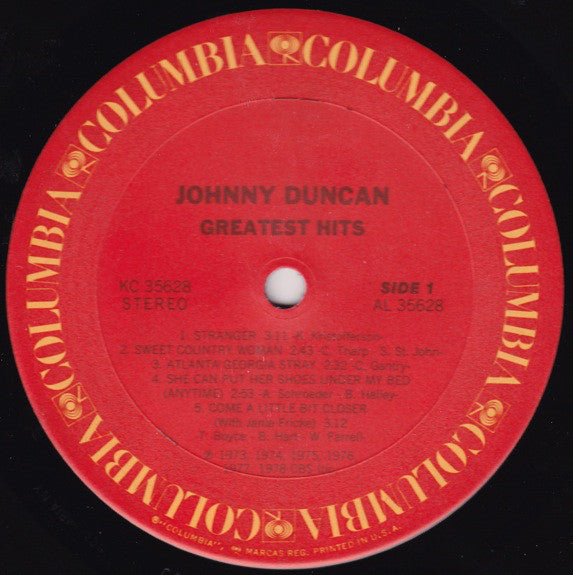 COLUMBIA COLUMBIA COLUMBIA COLUMBIA COLUMBIA COLUMBIA
JOHNNY DUNCAN
GREATEST HITS
KC 35628 SIDE 1
STEREO AL 35628
1. STRANGER 3:11 -K. Kristofferson-
2. SWEET COUNTRY WOMAN 2:43 -C. Tharp - S. St. John-
3. ATLANTA GEORGIA STRAY 2:32 -C. Gantry-
4. SHE CAN PUT HER SHOES UNDER MY BED
(ANYTIME) 2:53 -A. Schroeder - B. Halley-
5. COME A LITTLE BIT CLOSER
(With Janie Fricke) 3:12
-T. Boyce - B. Hart - W. Farrell-
℗ 1973, 1974, 1975, 1976,
1977, 1978 CBS Inc.
®-"COLUMBIA", MARCAS REG. PRINTED IN U.S.A.